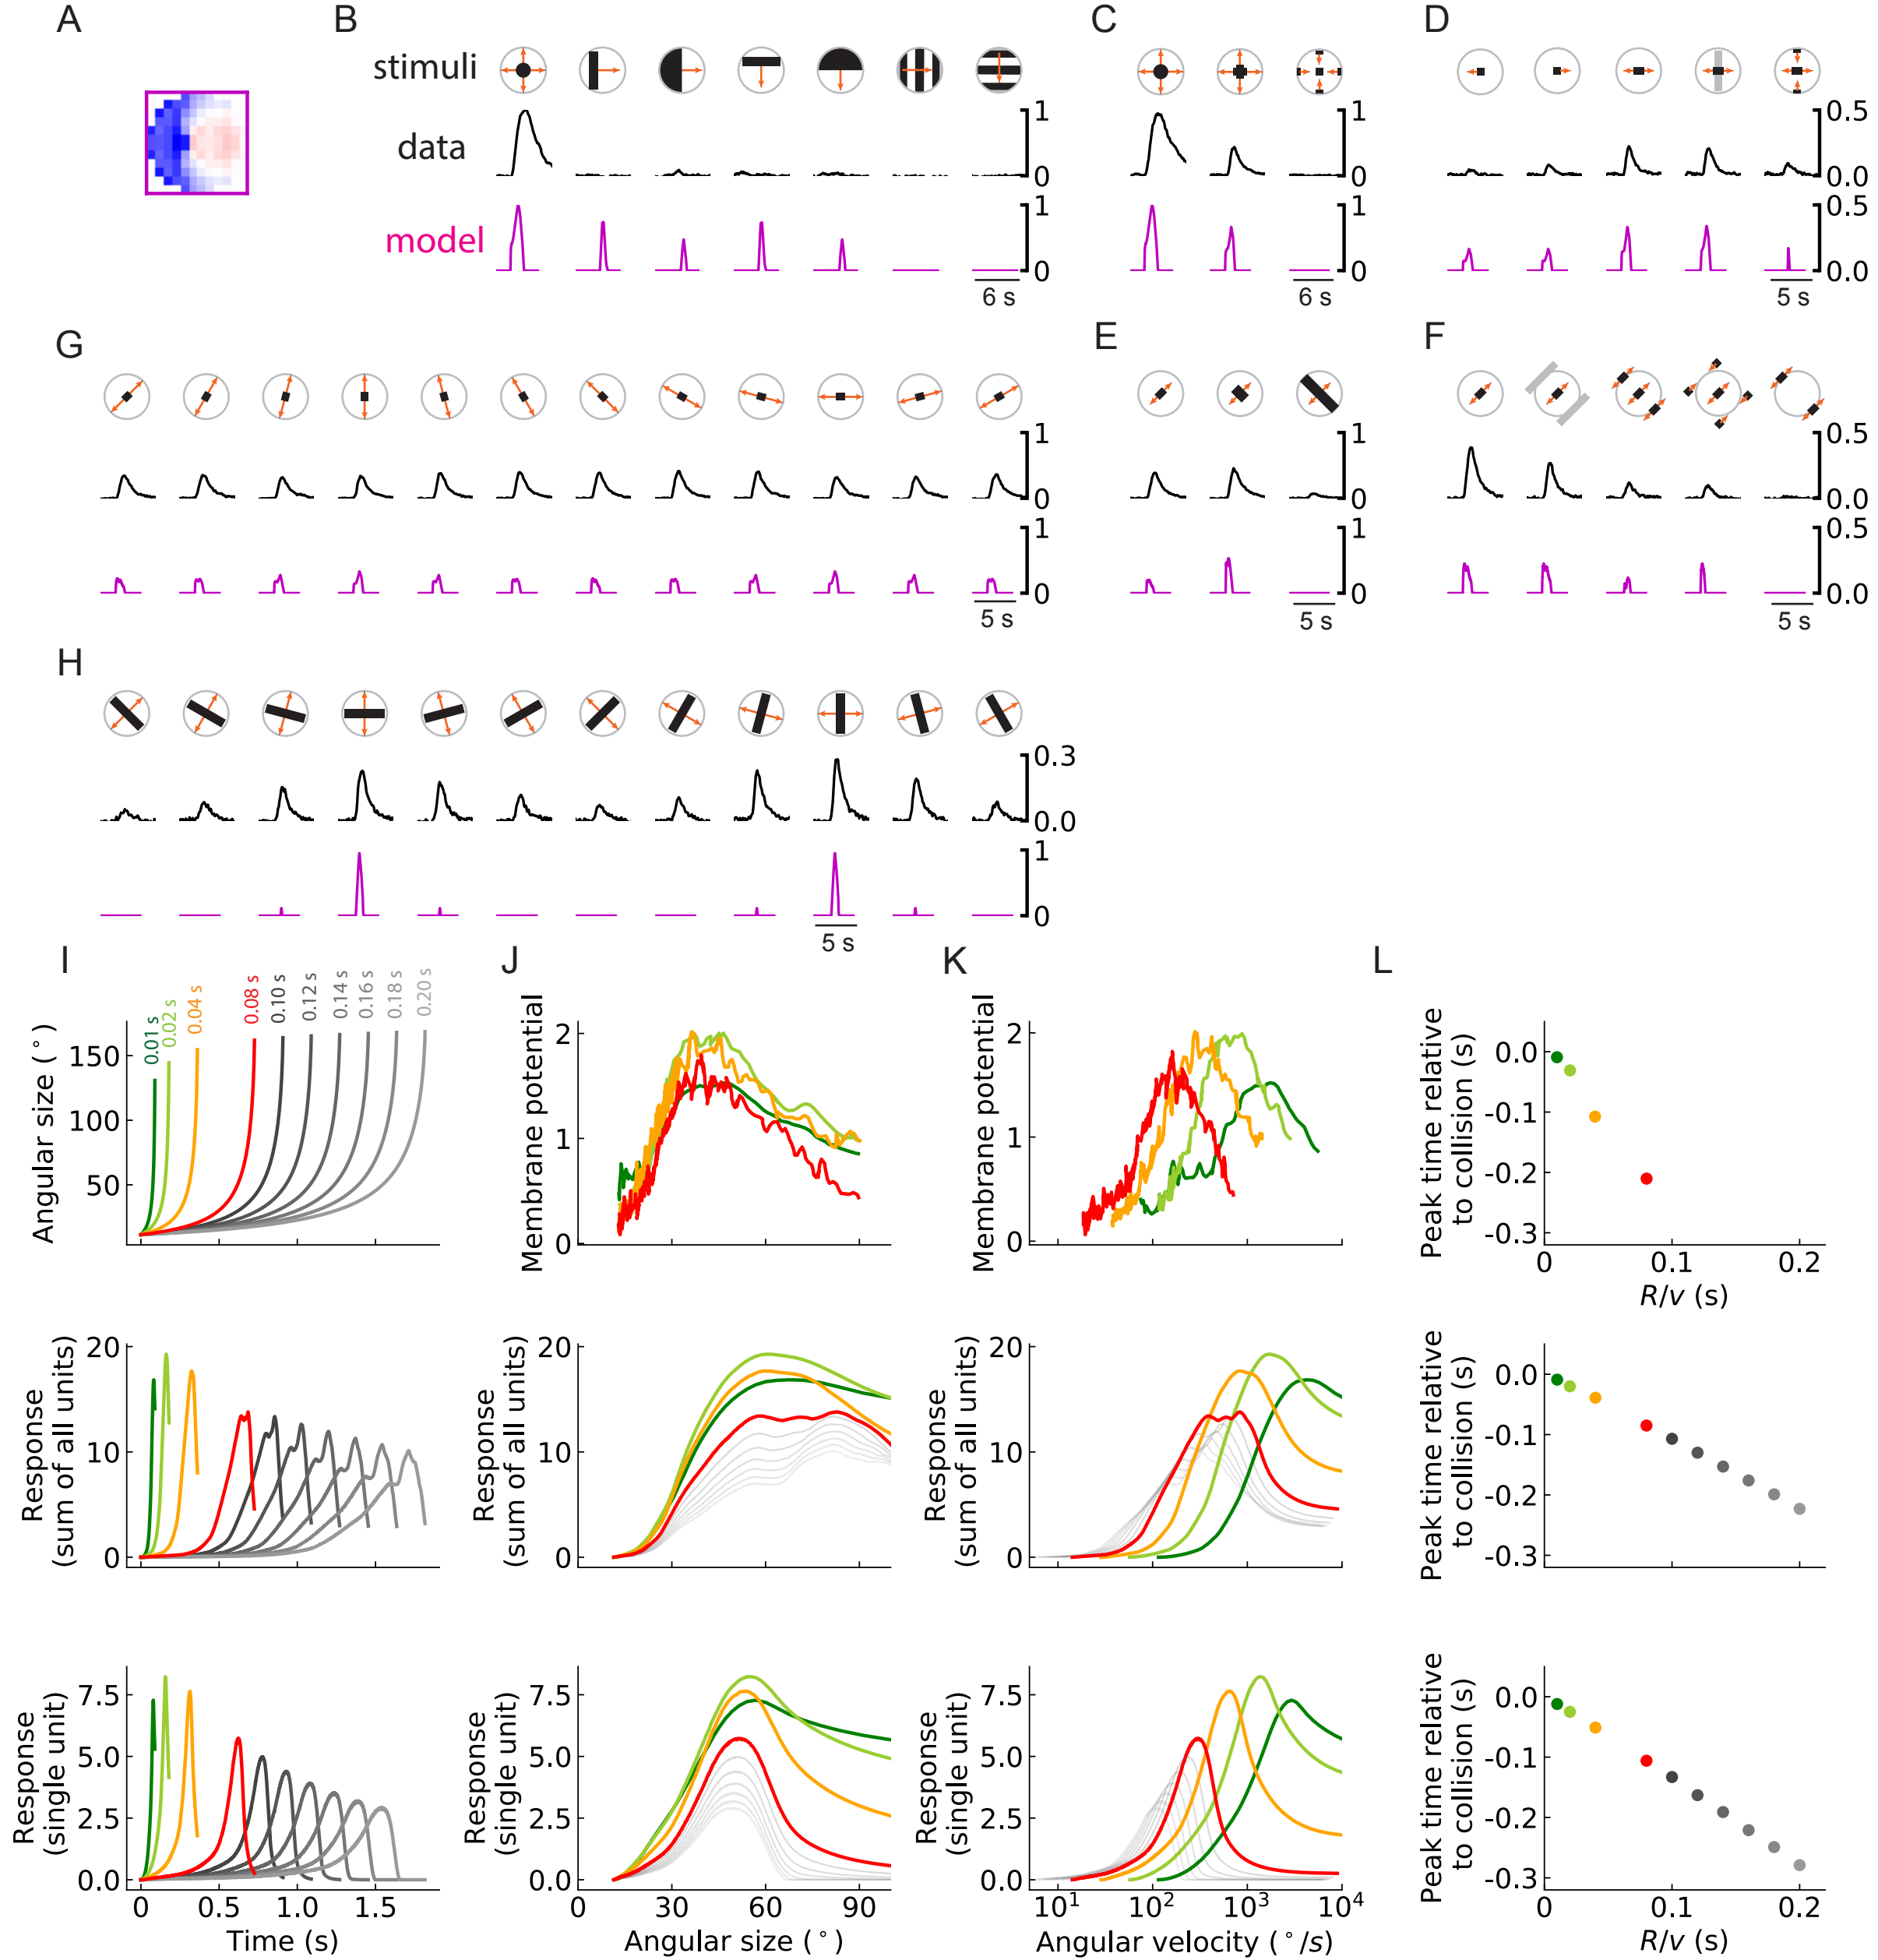 A
B
C
D
stimuli
data
1
0
1
0
0.5
0.0
model
1
0
1
0
0.5
0.0
6 s
6 s
5 s
G
E
F
1
0
1
0
0.5
0.0
1
0
1
0
0.5
0.0
5 s
5 s
5 s
H
0.3
0.0
1
0
5 s
I
J
K
L
0.01 s
0.02 s
0.04 s
0.08 s
0.10 s
0.12 s
0.14 s
0.16 s
0.18 s
0.20 s
Angular size (°)
150
100
50
Membrane potential
2
1
0
Membrane potential
2
1
0
Peak time relative
to collision (s)
0.0
-0.1
-0.2
-0.3
0
0.1
0.2
R/v (s)
Response
(sum of all units)
20
10
0
Response
(sum of all units)
20
10
0
Response
(sum of all units)
20
10
0
Peak time relative
to collision (s)
0.0
-0.1
-0.2
-0.3
Response
(single unit)
7.5
5.0
2.5
0.0
0
0.5
1.0
1.5
Time (s)
Response
(single unit)
7.5
5.0
2.5
0.0
0
30
60
90
Angular size (°)
Response
(single unit)
7.5
5.0
2.5
0.0
10¹
10²
10³
10⁴
Angular velocity (°/s)
Peak time relative
to collision (s)
0.0
-0.1
-0.2
-0.3
0
0.1
0.2
R/v (s)